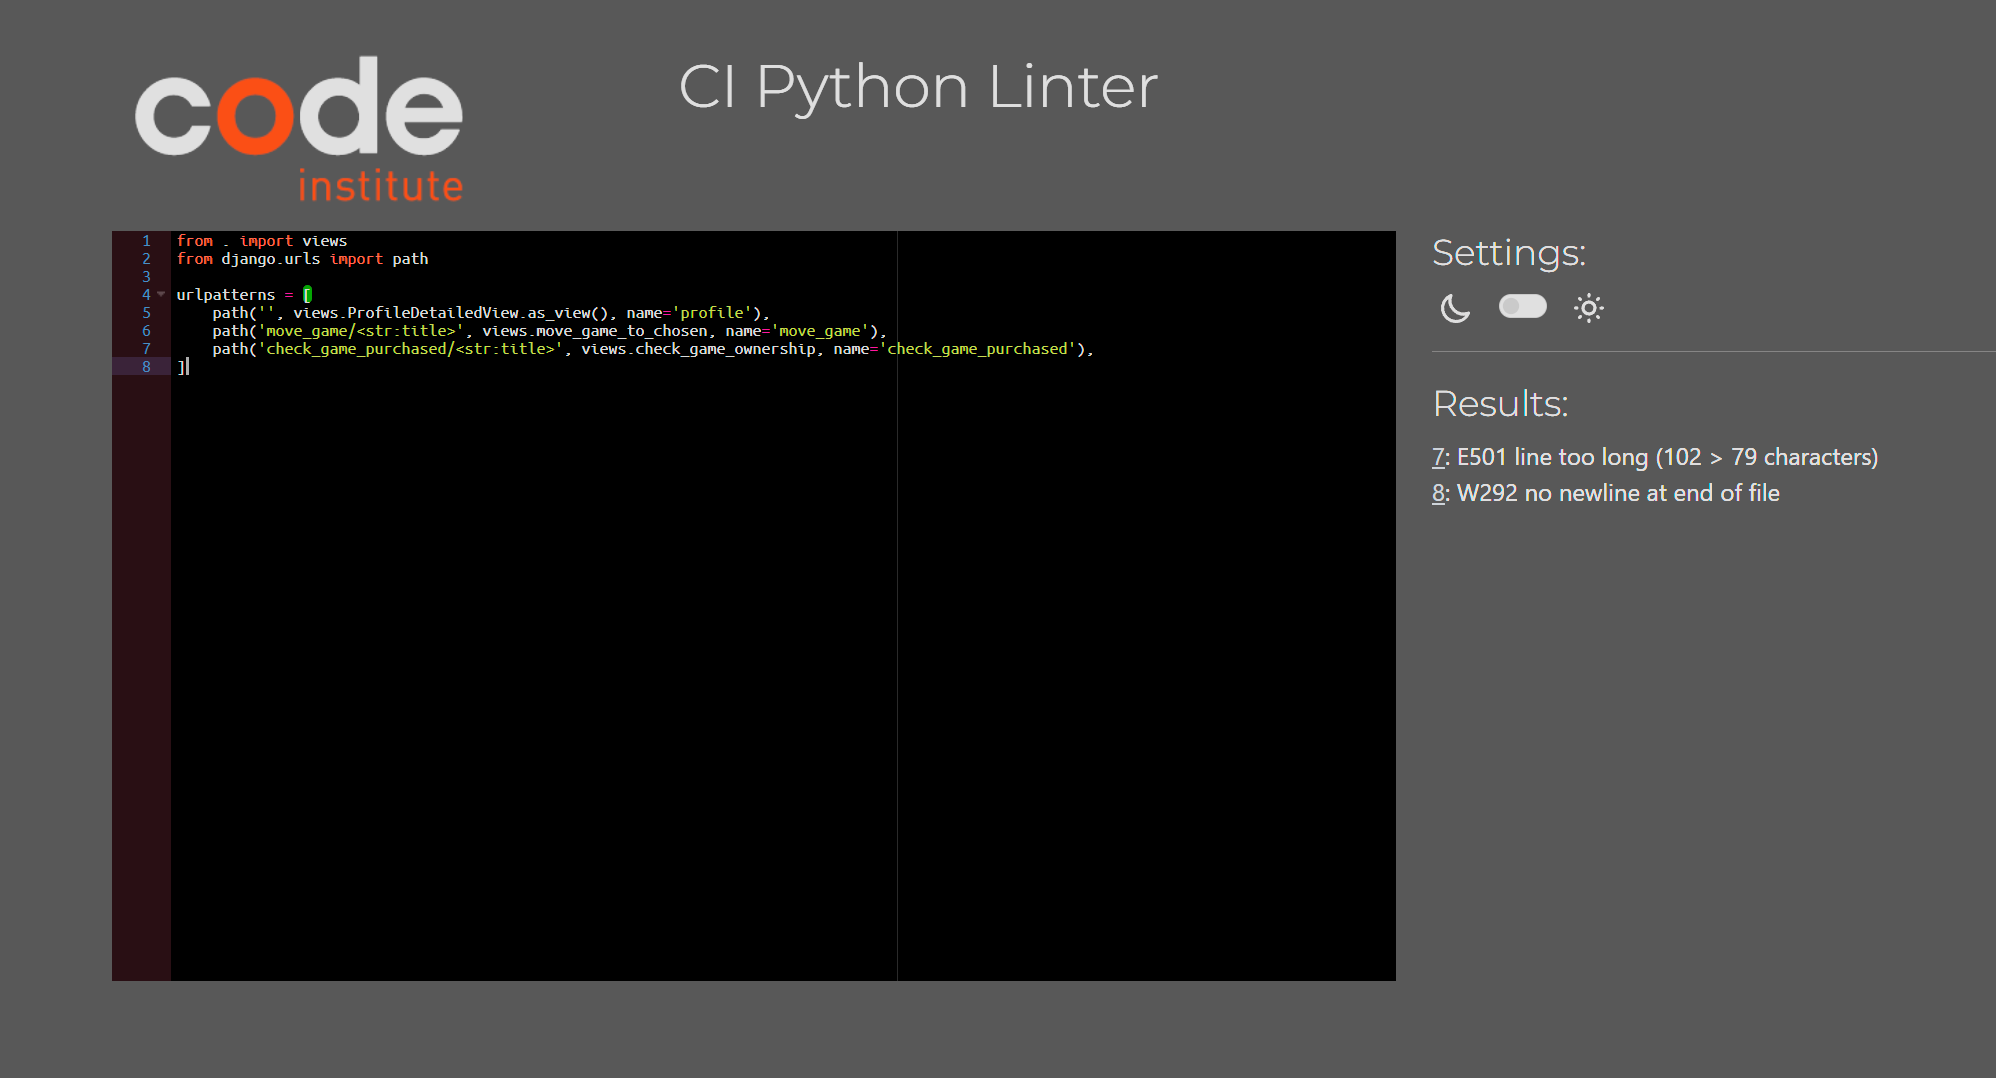 code
institute
CI Python Linter
1 from . import views
2 from django.urls import path
3
4 urlpatterns = [
5     path('', views.ProfileDetailedView.as_view(), name='profile'),
6     path('move_game/<str:title>', views.move_game_to_chosen, name='move_game'),
7     path('check_game_purchased/<str:title>', views.check_game_ownership, name='check_game_purchased'),
8 ]
Settings:
Results:
7: E501 line too long (102 > 79 characters)
8: W292 no newline at end of file